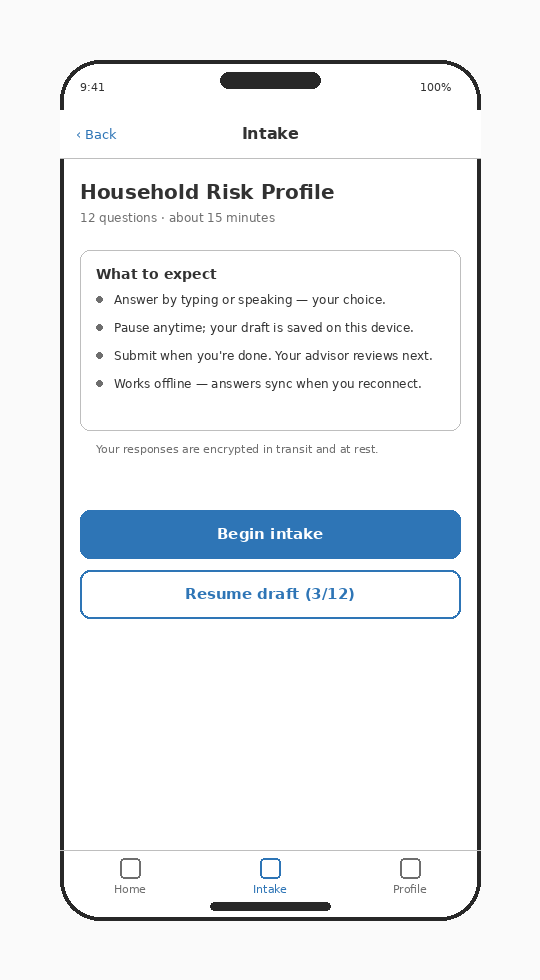 9:41
100%
‹ Back
Intake
Household Risk Profile
12 questions · about 15 minutes
What to expect
Answer by typing or speaking — your choice.
Pause anytime; your draft is saved on this device.
Submit when you're done. Your advisor reviews next.
Works offline — answers sync when you reconnect.
Your responses are encrypted in transit and at rest.
Begin intake
Resume draft (3/12)
Home
Intake
Profile